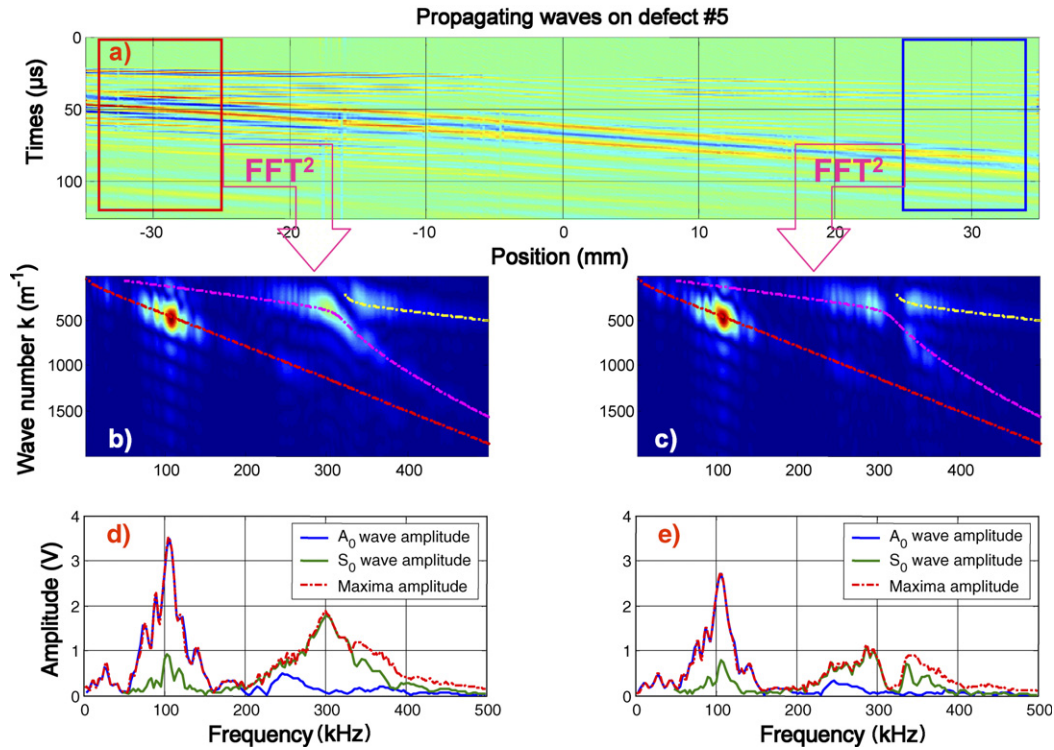 Propagating waves on defect #5
a)
Times (μs)
0
50
100
FFT²
FFT²
-30 -20 -10 0 10 20 30
Position (mm)
Wave number k (m⁻¹)
500
1000
1500
b)
100 200 300 400
500
1000
1500
c)
100 200 300 400
d)
Amplitude (V)
4
3
2
1
0
A₀ wave amplitude
S₀ wave amplitude
Maxima amplitude
0 100 200 300 400 500
Frequency (kHz)
e)
4
3
2
1
0
A₀ wave amplitude
S₀ wave amplitude
Maxima amplitude
0 100 200 300 400 500
Frequency (kHz)